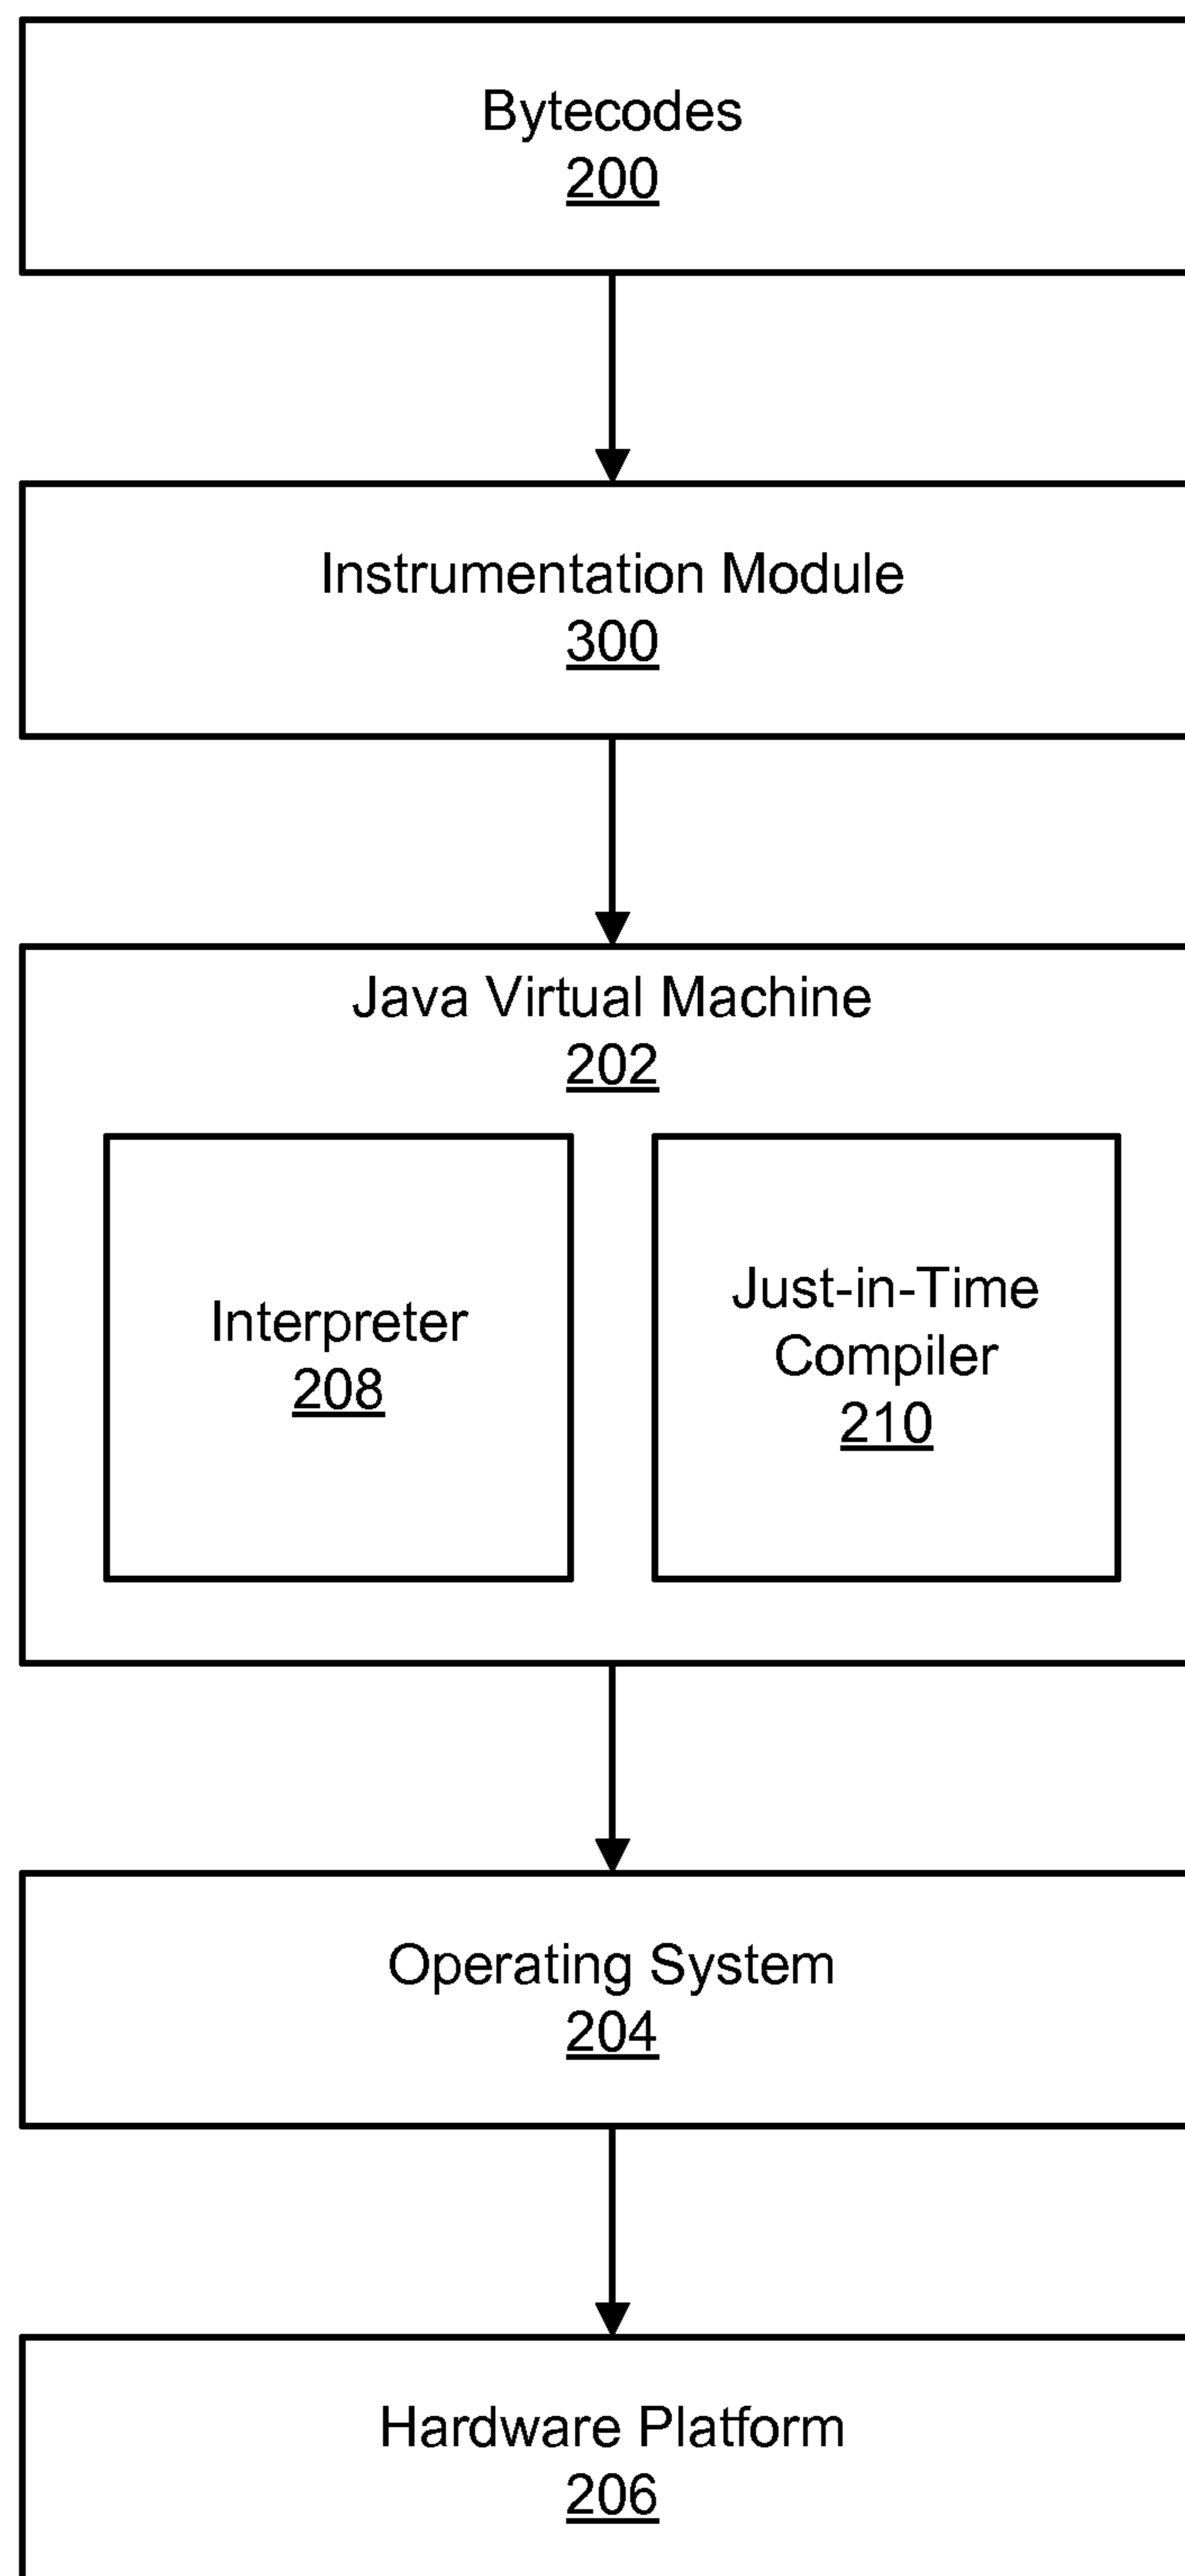 Bytecodes
200
Instrumentation Module
300
Java Virtual Machine
202
Interpreter
208
Just-in-Time
Compiler
210
Operating System
204
Hardware Platform
206